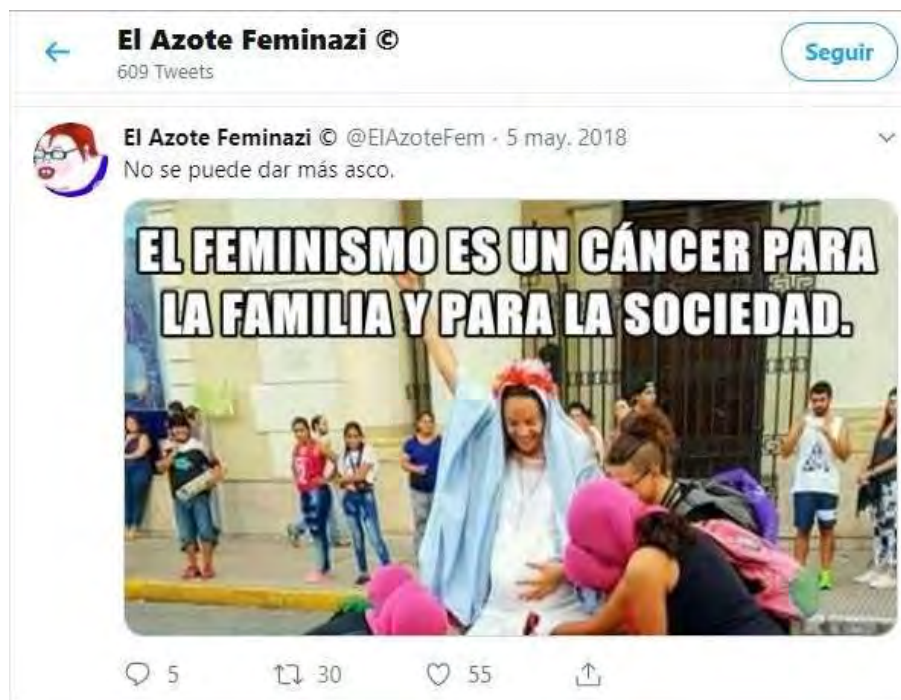 El Azote Feminazi ©
609 Tweets
Seguir
El Azote Feminazi © @ElAzoteFem · 5 may. 2018
No se puede dar más asco.
EL FEMINISMO ES UN CÁNCER PARA
LA FAMILIA Y PARA LA SOCIEDAD.
5
30
55